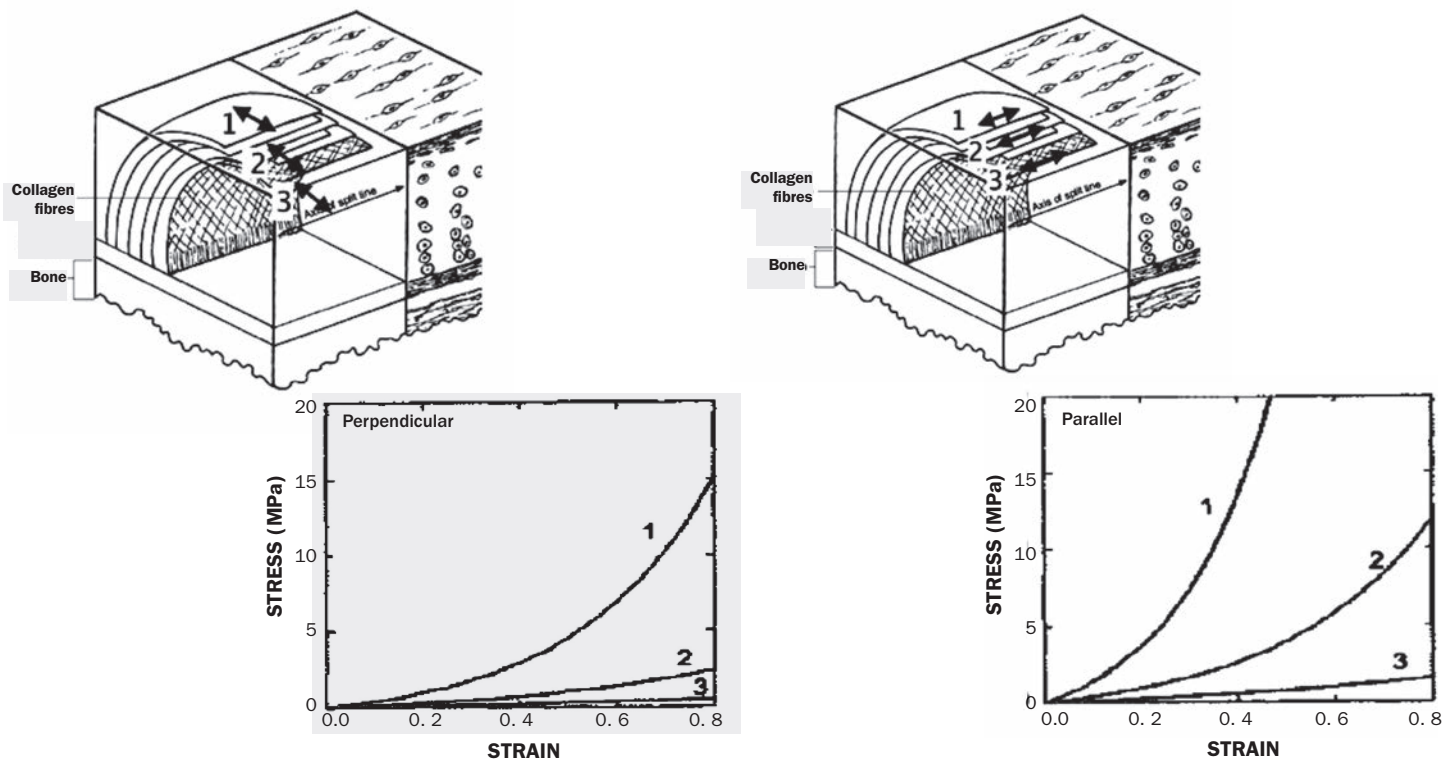 1
2
3
Axis of split line
Collagen
fibres
Bone
1
2
3
Axis of split line
Collagen
fibres
Bone
Perpendicular
STRESS (MPa)
20
15
10
5
0
1
2
3
0.0 0. 2 0. 4 0. 6 0. 8
STRAIN
Parallel
STRESS (MPa)
20
15
10
5
0
1
2
3
0.0 0. 2 0. 4 0. 6 0. 8
STRAIN